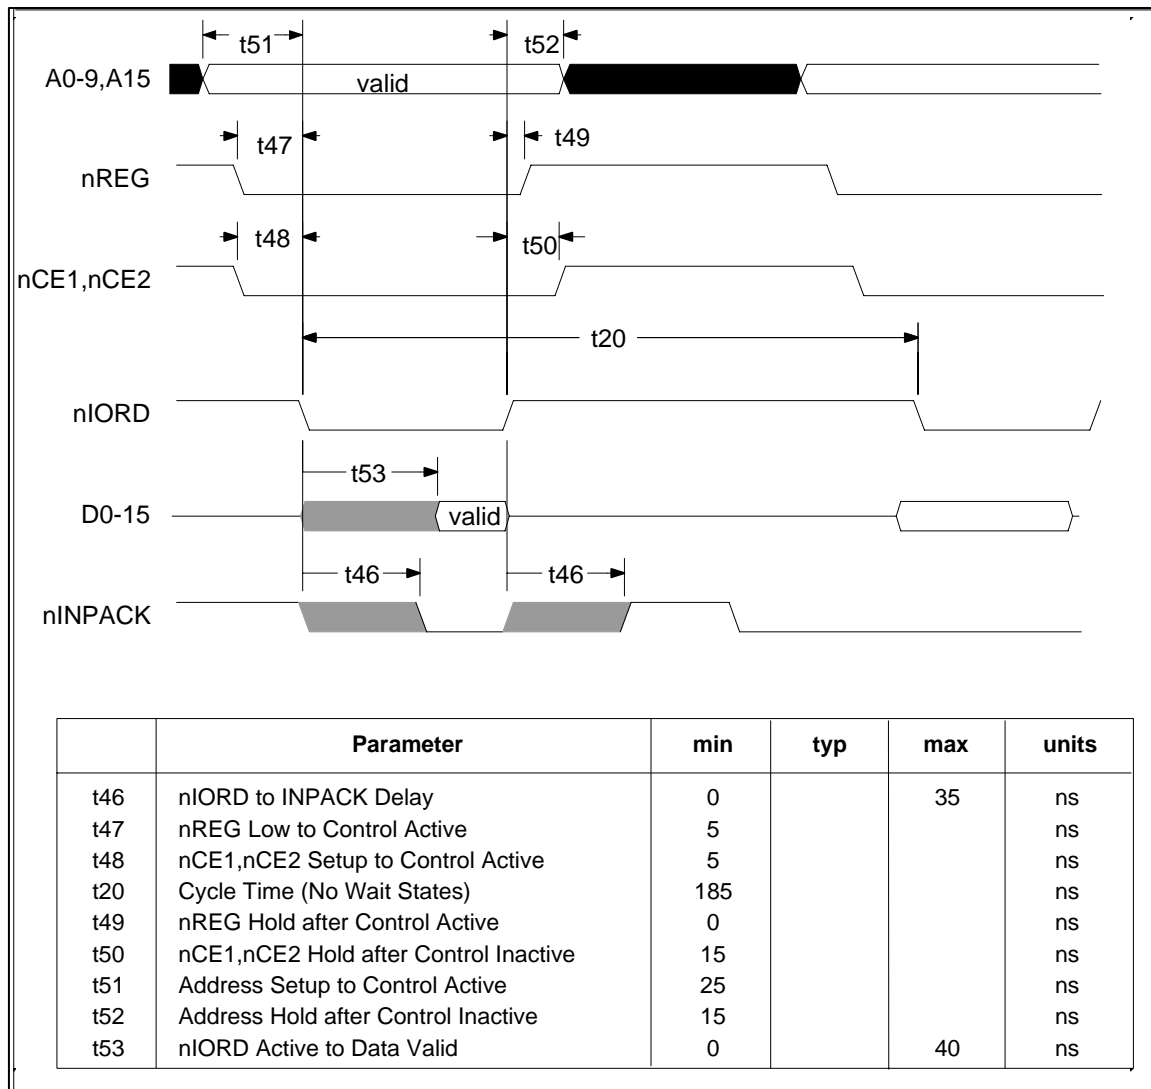 t51 t52
A0-9,A15 valid
t47 t49
nREG
t48 t50
nCE1,nCE2
t20
nIORD
t53
D0-15 valid
t46 t46
nINPACK
Parameter min typ max units
t46 nIORD to INPACK Delay 0 35 ns
t47 nREG Low to Control Active 5 ns
t48 nCE1,nCE2 Setup to Control Active 5 ns
t20 Cycle Time (No Wait States) 185 ns
t49 nREG Hold after Control Active 0 ns
t50 nCE1,nCE2 Hold after Control Inactive 15 ns
t51 Address Setup to Control Active 25 ns
t52 Address Hold after Control Inactive 15 ns
t53 nIORD Active to Data Valid 0 40 ns